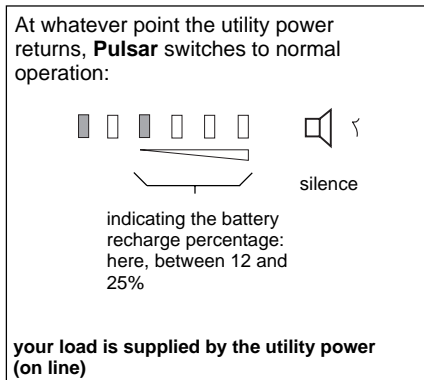 At whatever point the utility power
returns, Pulsar switches to normal
operation:
silence
indicating the battery
recharge percentage:
here, between 12 and
25%
your load is supplied by the utility power
(on line)